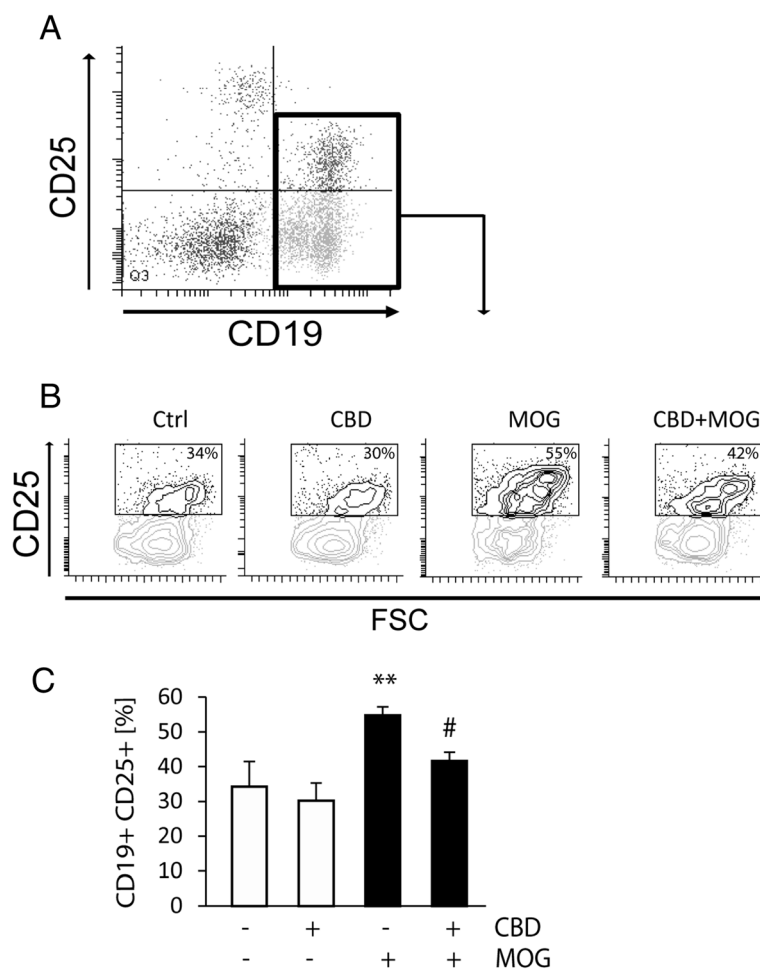 A
CD25
Q3
CD19
B
Ctrl CBD MOG CBD+MOG
34% 30% 55% 42%
CD25
FSC
C
CD19+ CD25+ [%]
60
50
40
30
20
10
0
**
#
- + - + CBD
- - + + MOG